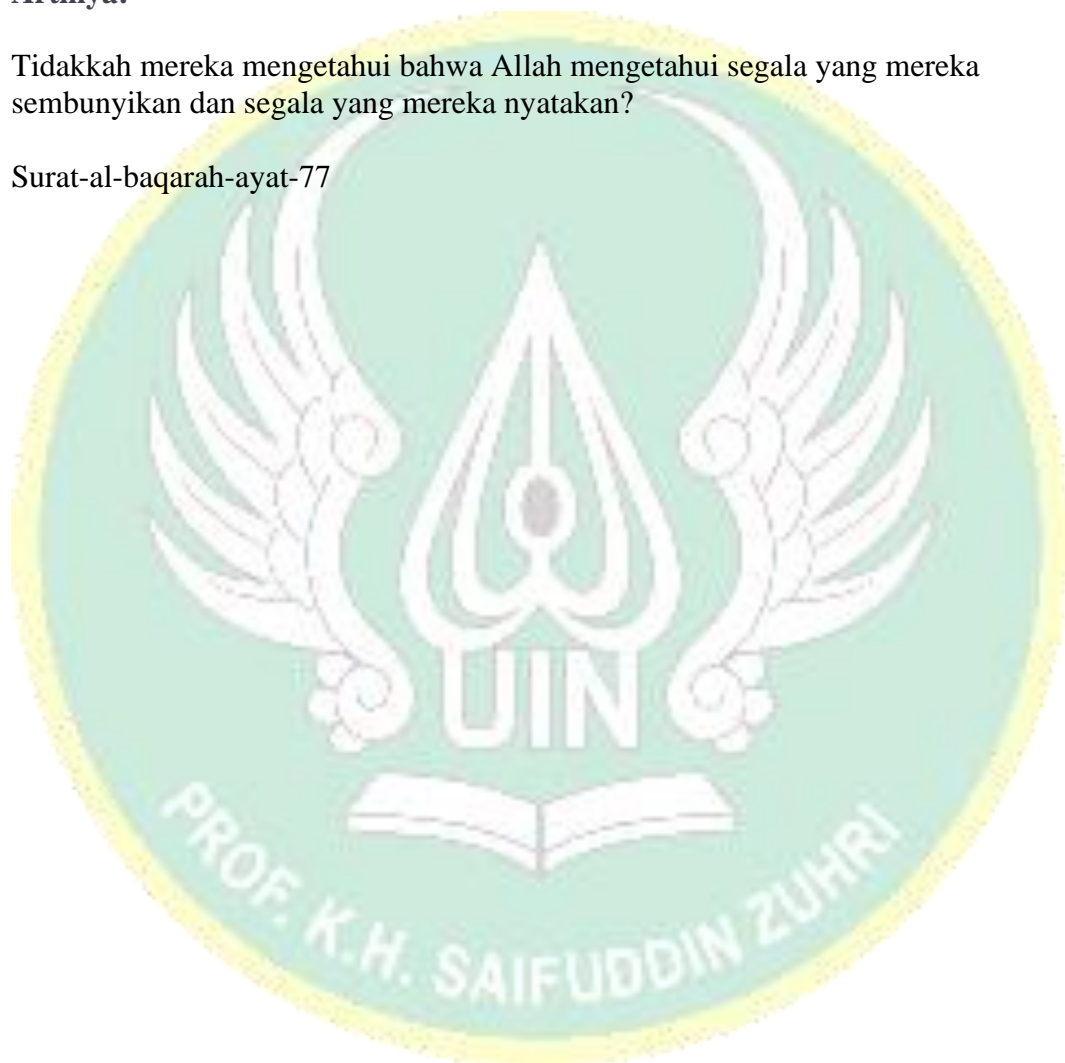 Artinya:
Tidakkah mereka mengetahui bahwa Allah mengetahui segala yang mereka
sembunyikan dan segala yang mereka nyatakan?
Surat-al-baqarah-ayat-77
UIN
PROF. K.H. SAIFUDDIN ZUHRI